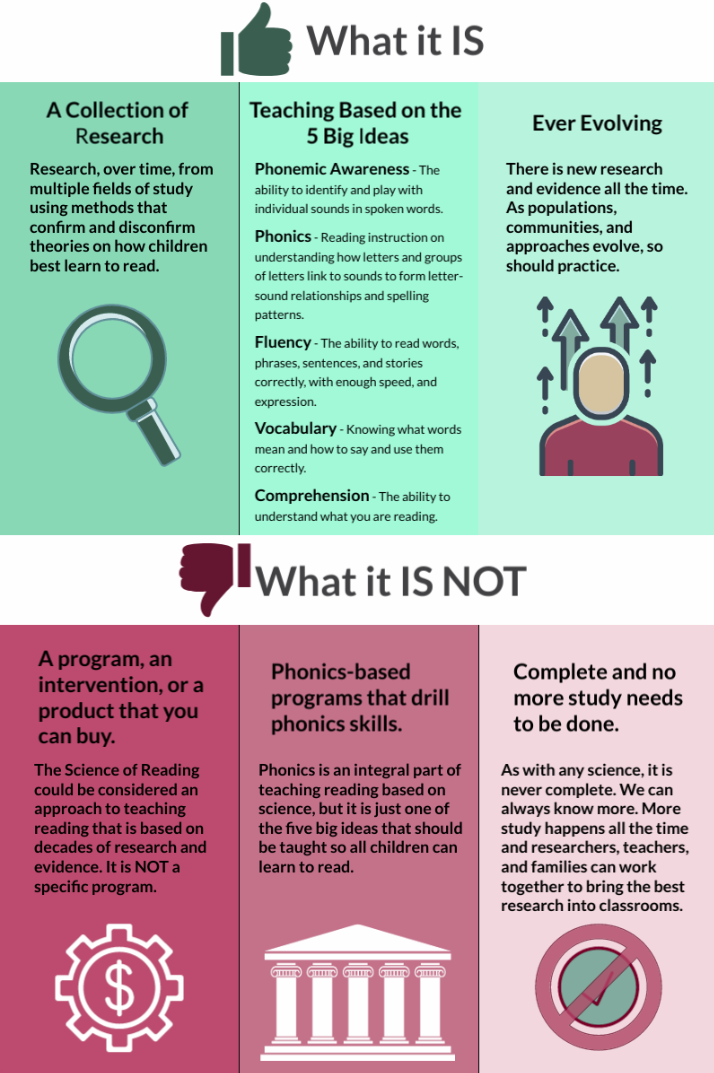 What it IS
A Collection of
Research
Research, over time, from
multiple fields of study
using methods that
confirm and disconfirm
theories on how children
best learn to read.
Teaching Based on the
5 Big Ideas
Phonemic Awareness - The
ability to identify and play with
individual sounds in spoken words.
Phonics - Reading instruction on
understanding how letters and groups
of letters link to sounds to form letter-
sound relationships and spelling
patterns.
Fluency - The ability to read words,
phrases, sentences, and stories
correctly, with enough speed, and
expression.
Vocabulary - Knowing what words
mean and how to say and use them
correctly.
Comprehension - The ability to
understand what you are reading.
Ever Evolving
There is new research
and evidence all the time.
As populations,
communities, and
approaches evolve, so
should practice.
What it IS NOT
A program, an
intervention, or a
product that you
can buy.
The Science of Reading
could be considered an
approach to teaching
reading that is based on
decades of research and
evidence. It is NOT a
specific program.
$
Phonics-based
programs that drill
phonics skills.
Phonics is an integral part of
teaching reading based on
science, but it is just one of
the five big ideas that should
be taught so all children can
learn to read.
Complete and no
more study needs
to be done.
As with any science, it is
never complete. We can
always know more. More
study happens all the time
and researchers, teachers,
and families can work
together to bring the best
research into classrooms.